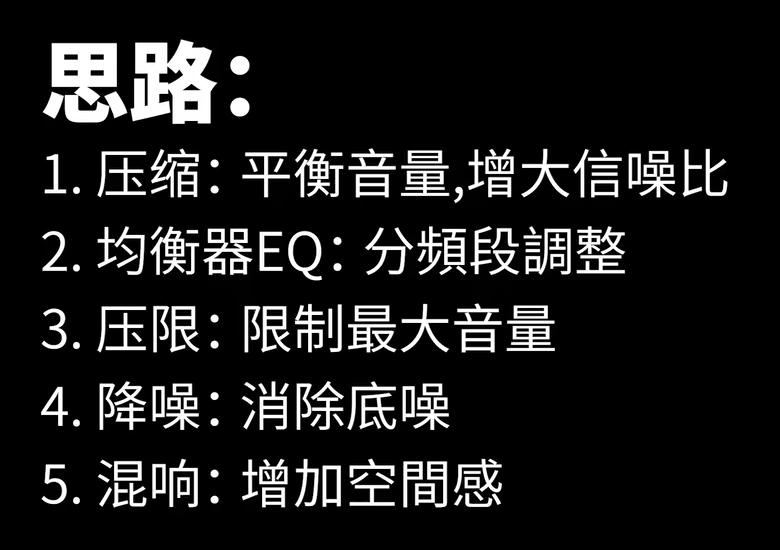 思路：
1. 压缩：平衡音量,增大信噪比
2. 均衡器EQ：分頻段調整
3. 压限：限制最大音量
4. 降噪：消除底噪
5. 混响：增加空間感